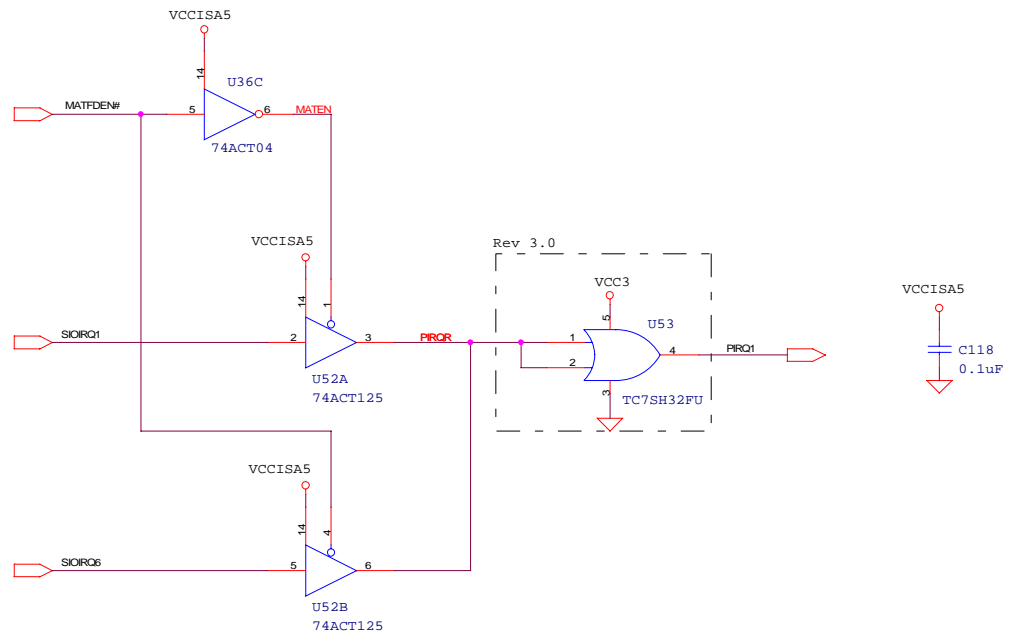 VCCISA5
14
U36C
MATFDEN#
5
6
MATEN
74ACT04
VCCISA5
Rev 3.0
14
1
VCC3
VCCISA5
5
U53
SIOIRQ1
2
3
PIRQR
1
2
4
PIRQ1
C118
0.1uF
U52A
74ACT125
3
TC7SH32FU
VCCISA5
14
4
SIOIRQ6
5
6
U52B
74ACT125